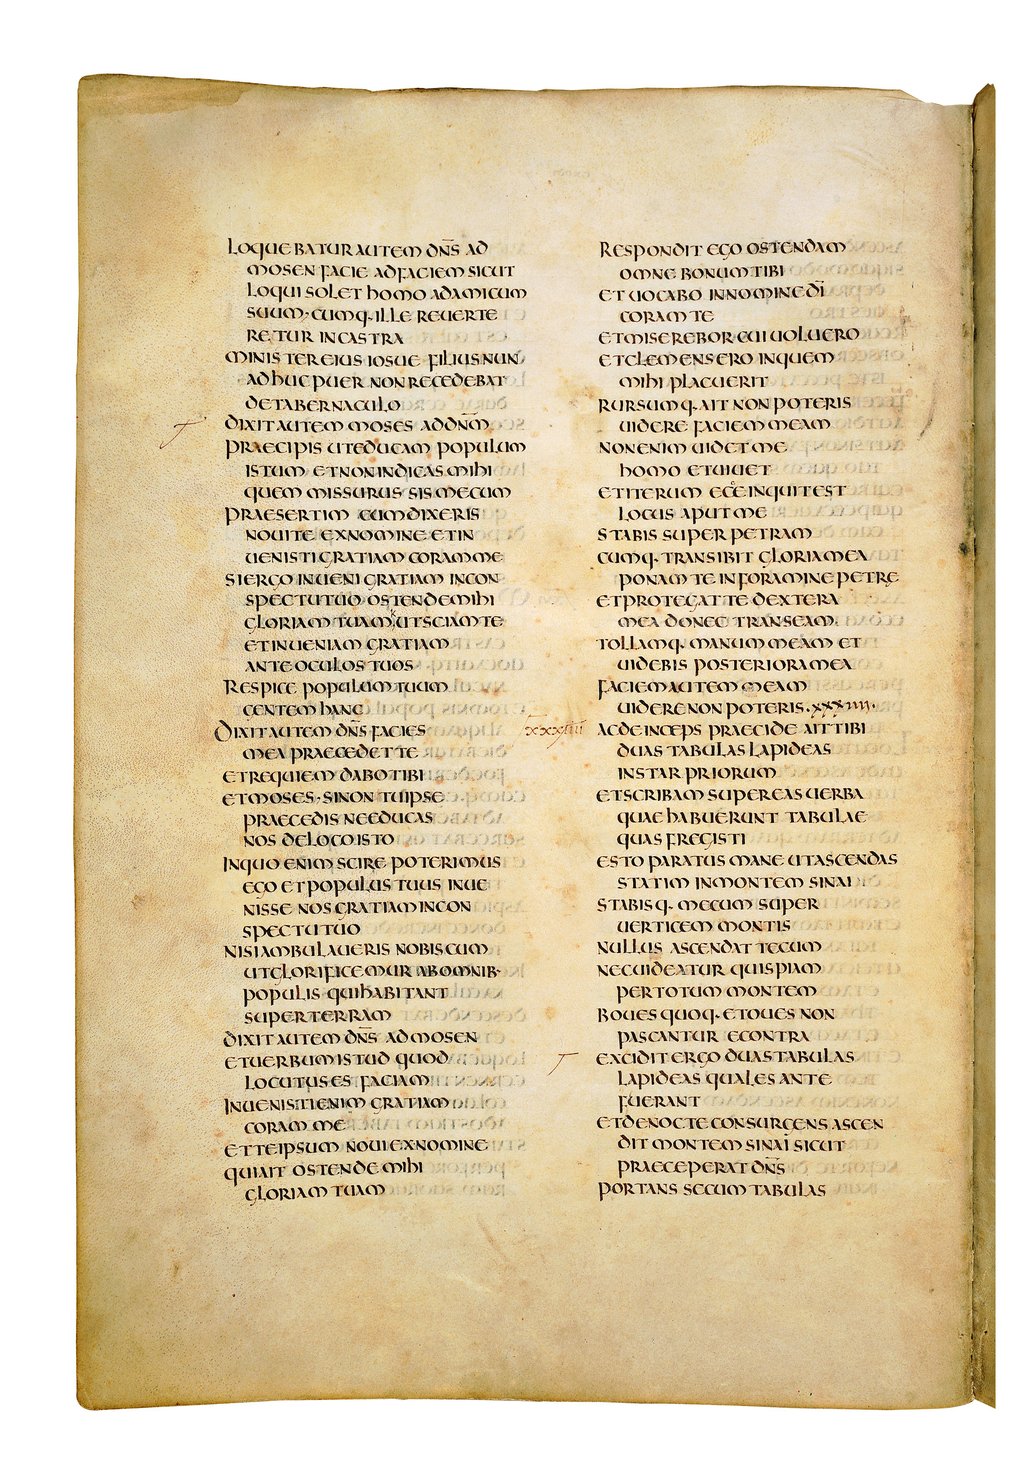 LOQUEBATUR AUTEM DN̅S AD
MOSEN FACIE AD FACIEM SICUT
LOQUI SOLET HOMO AD AMICUM
SUUM· CUMQ· ILLE REUERTE
RETUR IN CASTRA
MINISTER EIUS IOSUE FILIUS NUN
ADHUC PUER NON RECEDEBAT
DE TABERNACULO
DIXIT AUTEM MOSES AD DN̅M
PRAECIPIS UT EDUCAM POPULUM
ISTUM ET NON INDICAS MIHI
QUEM MISSURUS SIS MECUM
PRAESERTIM CUM DIXERIS
NOUI TE EX NOMINE ET IN
UENISTI GRATIAM CORAM ME
SI ERGO INUENI GRATIAM IN CON
SPECTU TUO OSTENDE MIHI
GLORIAM TUAM UT SCIAM TE
ET INUENIAM GRATIAM
ANTE OCULOS TUOS
RESPICE POPULUM TUUM
GENTEM HANC
DIXIT AUTEM DN̅S FACIES
MEA PRAECEDET TE
ET REQUIEM DABO TIBI
ET MOSES· SI NON TU IPSE
PRAECEDIS NE EDUCAS
NOS DE LOCO ISTO
IN QUO ENIM SCIRE POTERIMUS
EGO ET POPULUS TUUS INUE
NISSE NOS GRATIAM IN CON
SPECTU TUO
NISI AMBULAUERIS NOBISCUM
UT GLORIFICEMUR AB OMNIB·
POPULIS QUI HABITANT
SUPER TERRAM
DIXIT AUTEM DN̅S AD MOSEN
ET UERBUM ISTUD QUOD
LOCUTUS ES FACIAM
INUENISTI ENIM GRATIAM
CORAM ME
ET TE IPSUM NOUI EX NOMINE
QUI AIT OSTENDE MIHI
GLORIAM TUAM
RESPONDIT EGO OSTENDAM
OMNE BONUM TIBI
ET UOCABO IN NOMINE DI̅
CORAM TE
ET MISEREBOR CUI UOLUERO
ET CLEMENS ERO IN QUEM
MIHI PLACUERIT
RURSUMQ· AIT NON POTERIS
UIDERE FACIEM MEAM
NON ENIM UIDET ME
HOMO ET UIUET
ET ITERUM ECCE INQUIT EST
LOCUS APUT ME
STABIS SUPER PETRAM
CUMQ· TRANSIBIT GLORIA MEA
PONAM TE IN FORAMINE PETRE
ET PROTEGAT TE DEXTERA
MEA DONEC TRANSEAM
TOLLAMQ· MANUM MEAM ET
UIDEBIS POSTERIORA MEA
FACIEM AUTEM MEAM
UIDERE NON POTERIS· XXXIIII·
XXXIIII AC DEINCEPS PRAECIDE AIT TIBI
DUAS TABULAS LAPIDEAS
INSTAR PRIORUM
ET SCRIBAM SUPER EAS UERBA
QUAE HABUERUNT TABULAE
QUAS FREGISTI
ESTO PARATUS MANE UT ASCENDAS
STATIM IN MONTEM SINAI
STABISQ· MECUM SUPER
UERTICEM MONTIS
NULLUS ASCENDAT TECUM
NEC UIDEATUR QUISPIAM
PER TOTUM MONTEM
BOUES QUOQ· ET OUES NON
PASCANTUR E CONTRA
EXCIDIT ERGO DUAS TABULAS
LAPIDEAS QUALES ANTE
FUERANT
ET DE NOCTE CONSURGENS ASCEN
DIT MONTEM SINAI SICUT
PRAECEPERAT DN̅S
PORTANS SECUM TABULAS